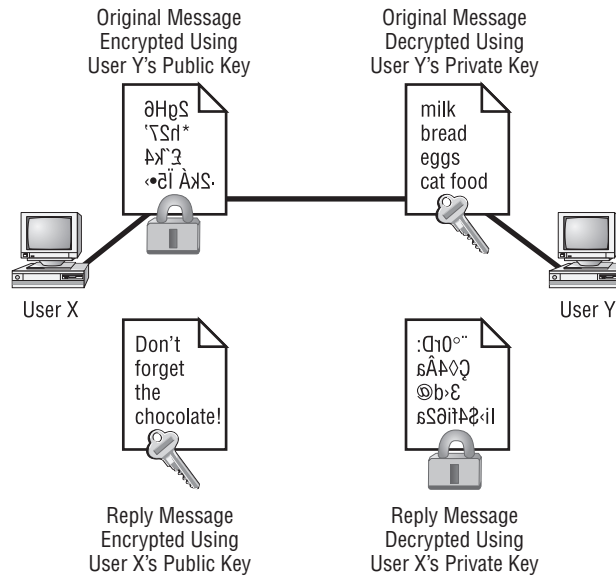 Original Message
Encrypted Using
User Y's Public Key
Original Message
Decrypted Using
User Y's Private Key
milk
bread
eggs
cat food
User X
User Y
Don't
forget
the
chocolate!
Reply Message
Encrypted Using
User X's Public Key
Reply Message
Decrypted Using
User X's Private Key